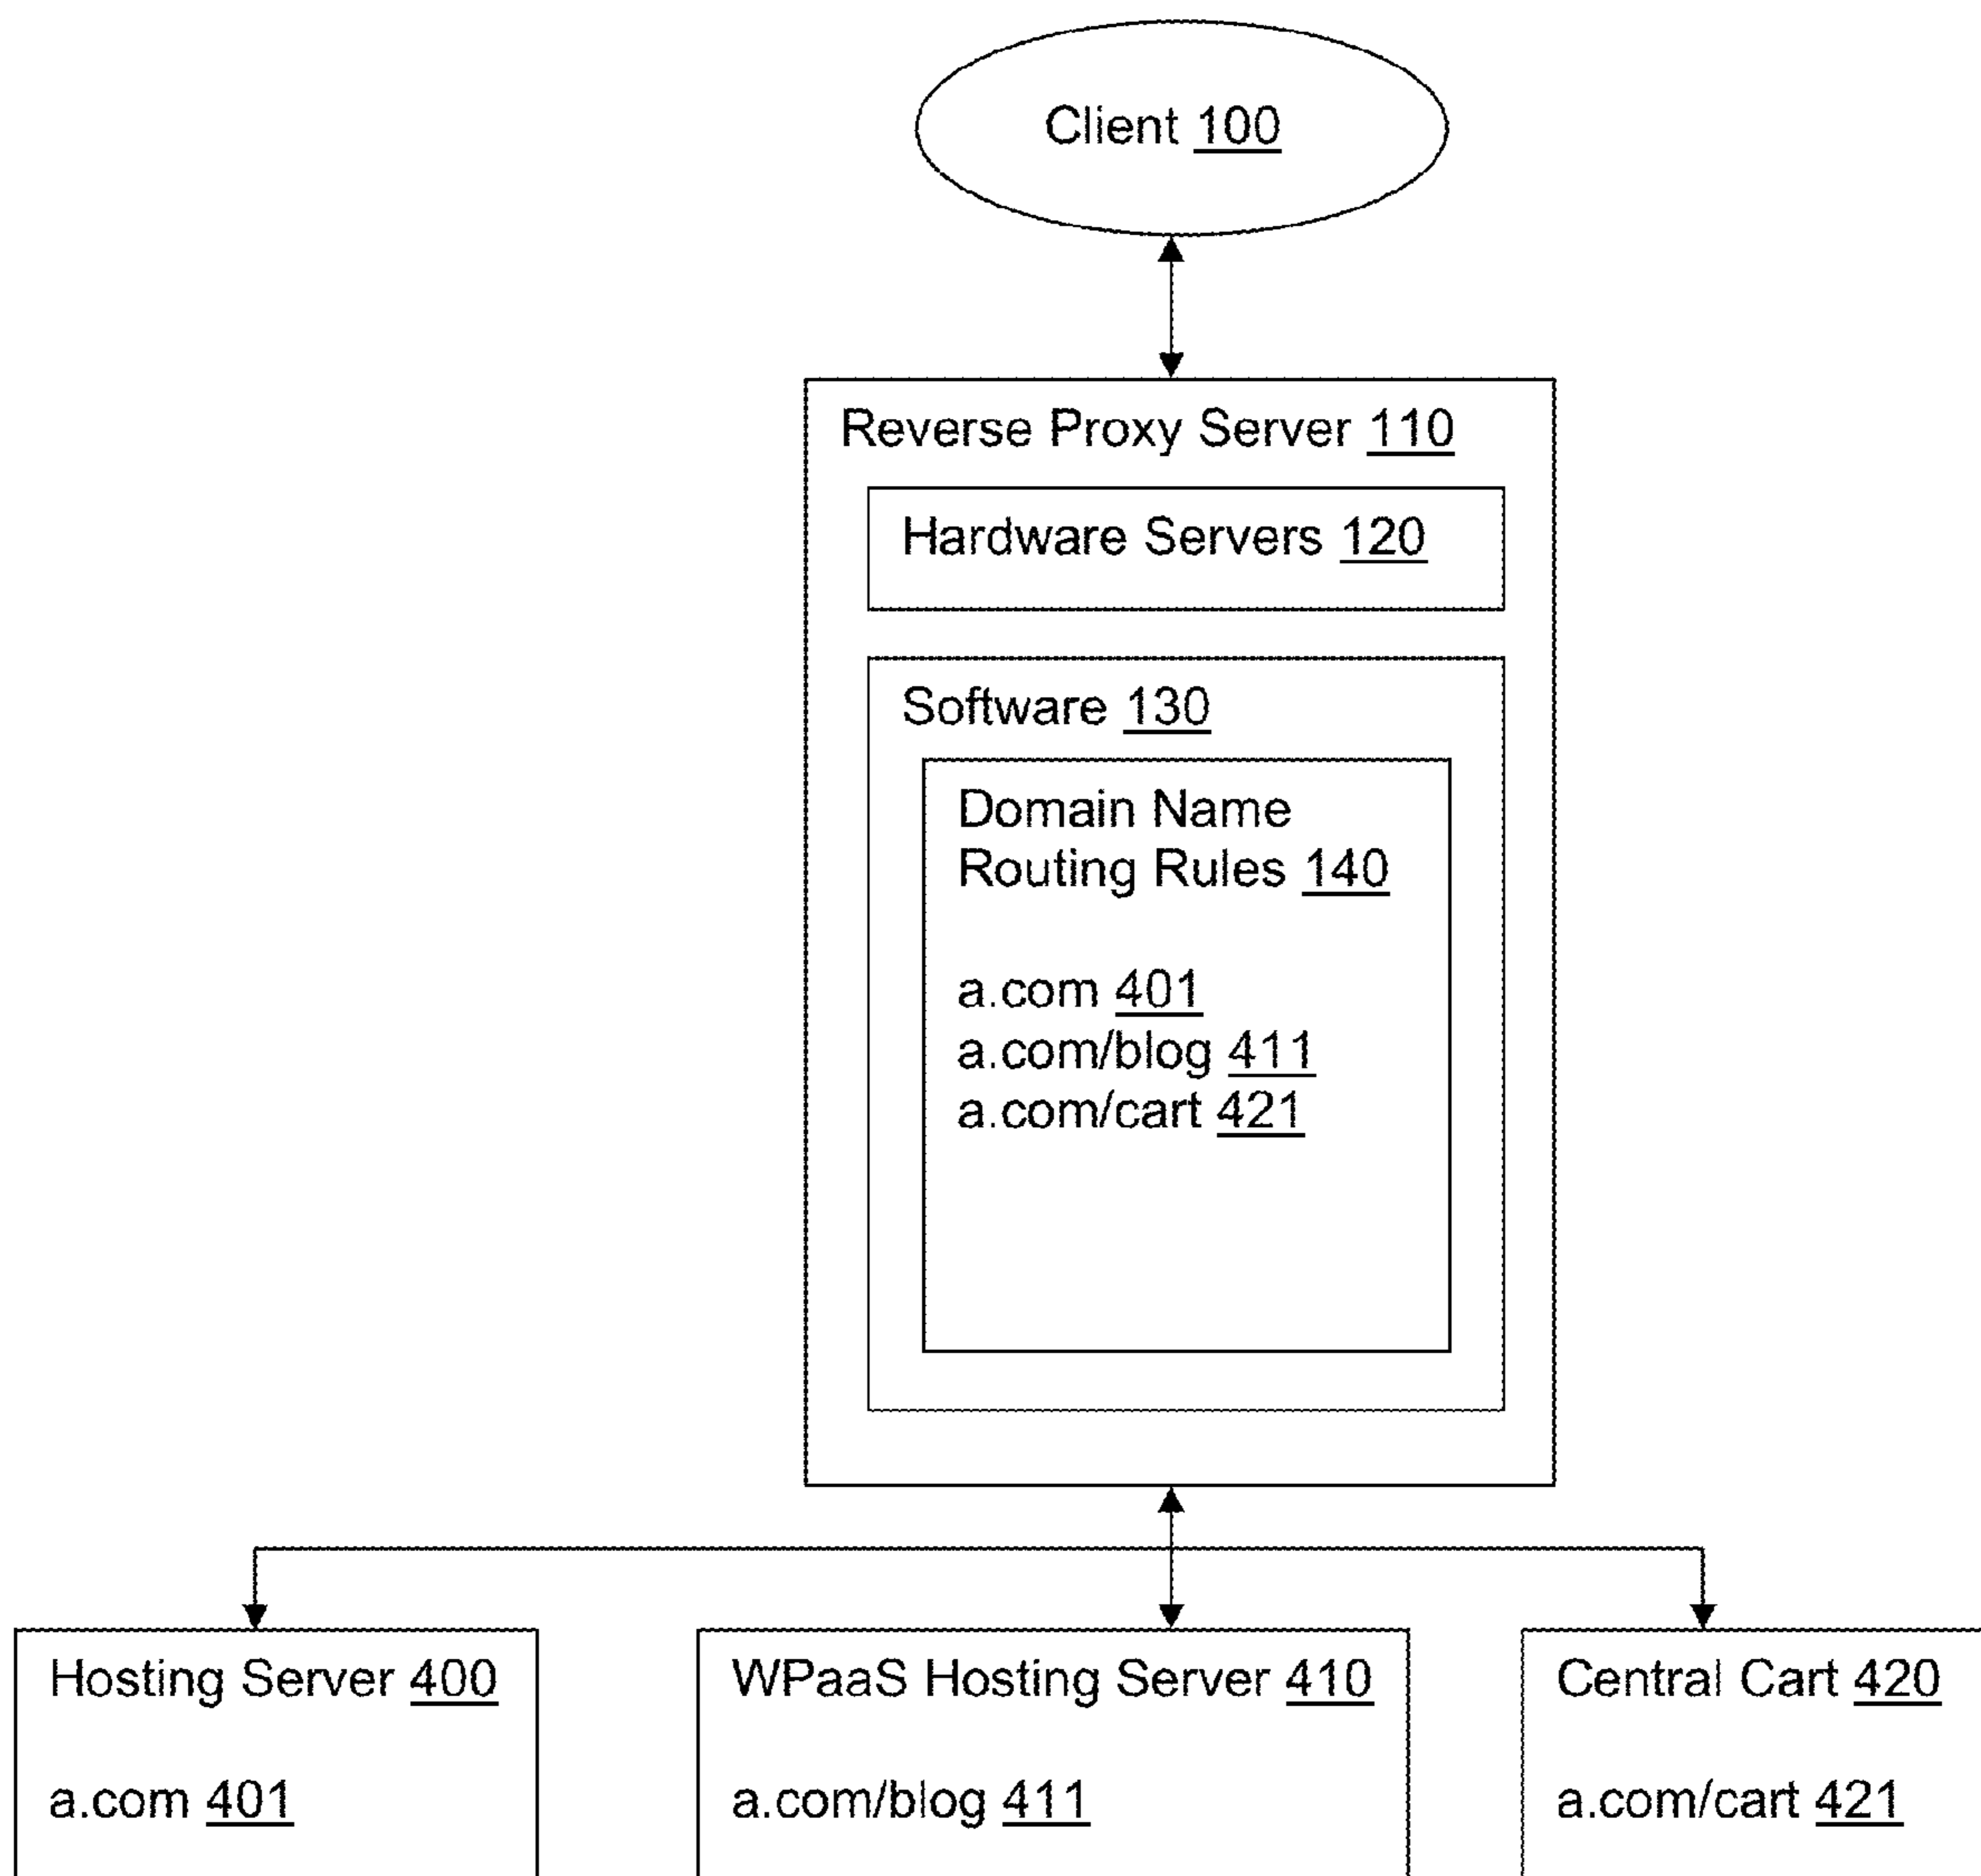 Client 100
Reverse Proxy Server 110
Hardware Servers 120
Software 130
Domain Name
Routing Rules 140
a.com 401
a.com/blog 411
a.com/cart 421
Hosting Server 400
a.com 401
WPaaS Hosting Server 410
a.com/blog 411
Central Cart 420
a.com/cart 421